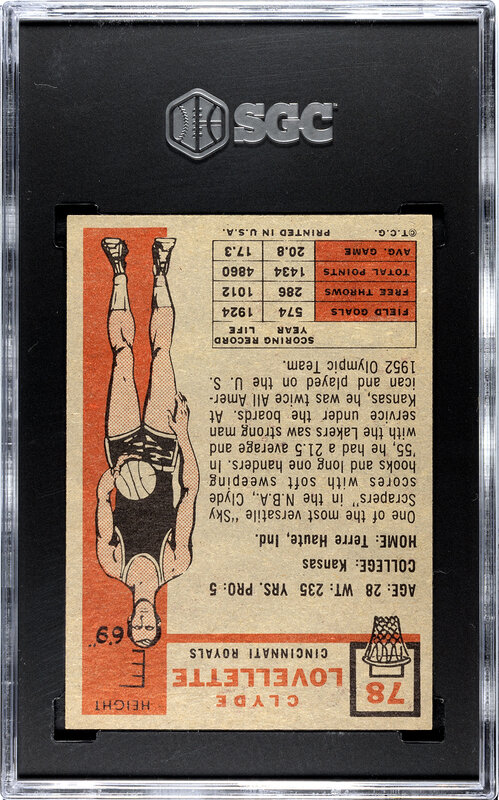 SGC
78
CLYDE
LOVELLETTE
CINCINNATI ROYALS
HEIGHT
6'9"
AGE: 28 WT: 235 YRS. PRO: 5
COLLEGE: Kansas
HOME: Terre Haute, Ind.
One of the most versatile "Sky
Scrapers" in the N.B.A., Clyde
scores with soft sweeping
hooks and long one handers. In
'55, he had a 21.5 average and
with the Lakers saw man strong
service under the boards. At
Kansas, he was twice All Amer-
ican and played on the U. S.
1952 Olympic Team.
SCORING RECORD YEAR LIFE
FIELD GOALS 574 1924
FREE THROWS 286 1012
TOTAL POINTS 1434 4860
AVG. GAME 20.8 17.3
©T.C.G. PRINTED IN U.S.A.